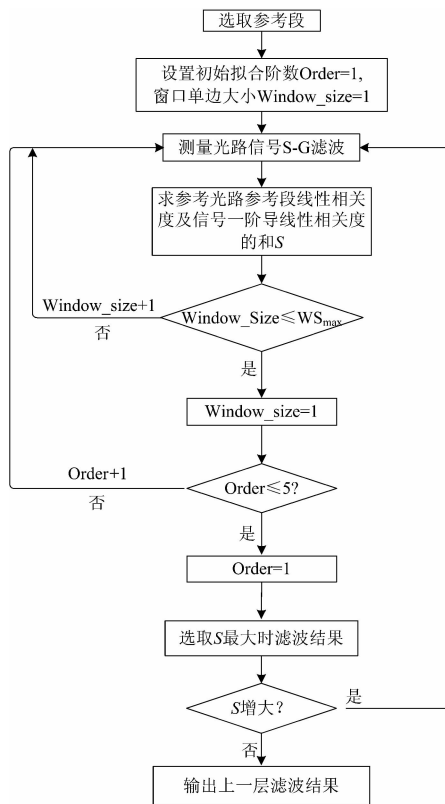 选取参考段
设置初始拟合阶数Order=1,
窗口单边大小Window_size=1
测量光路信号S-G滤波
求参考光路参考段线性相关
度及信号一阶导线性相关度
的和S
Window_size+1
否
Window_Size≤WSmax
是
Window_size=1
Order+1
否
Order≤5?
是
Order=1
选取S最大时滤波结果
S增大?
是
否
输出上一层滤波结果